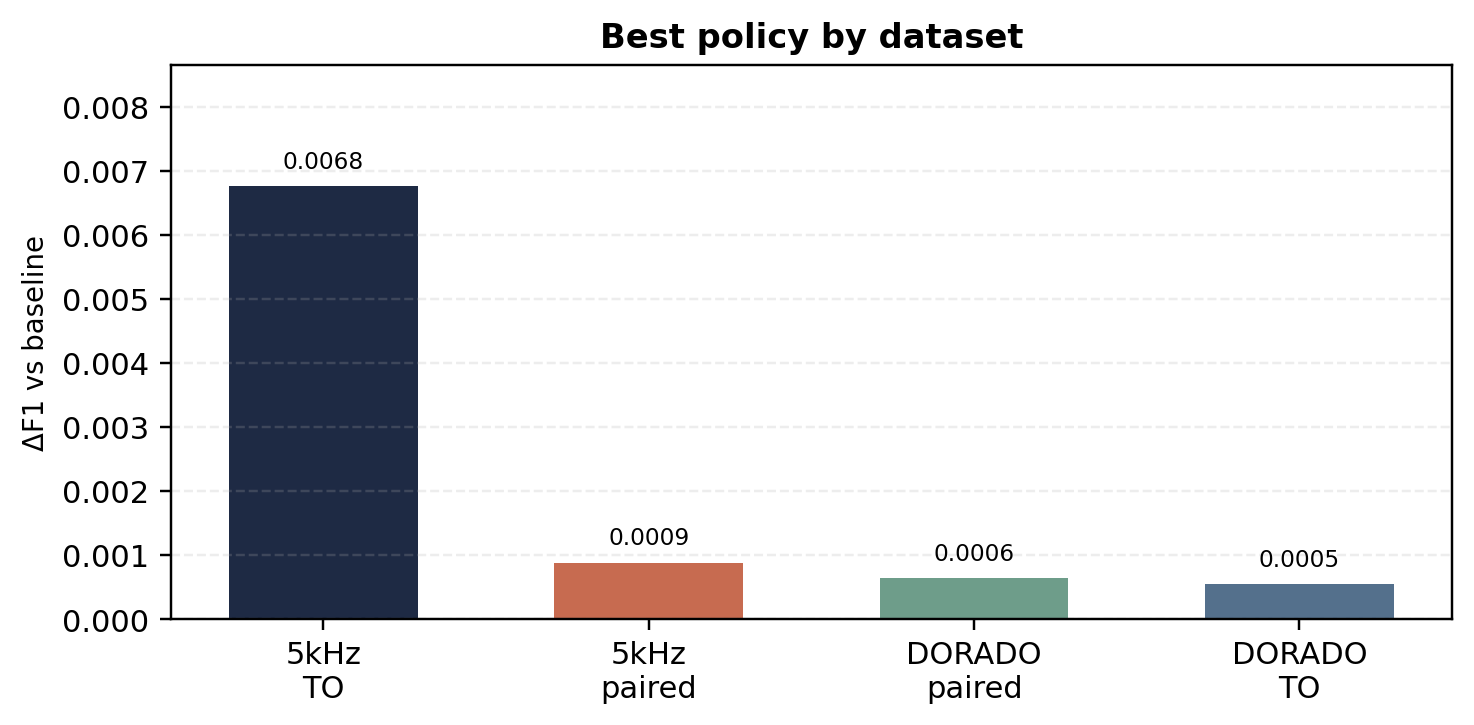 Best policy by dataset
ΔF1 vs baseline
0.008
0.007
0.006
0.005
0.004
0.003
0.002
0.001
0.000
0.0068
0.0009
0.0006
0.0005
5kHz
TO
5kHz
paired
DORADO
paired
DORADO
TO